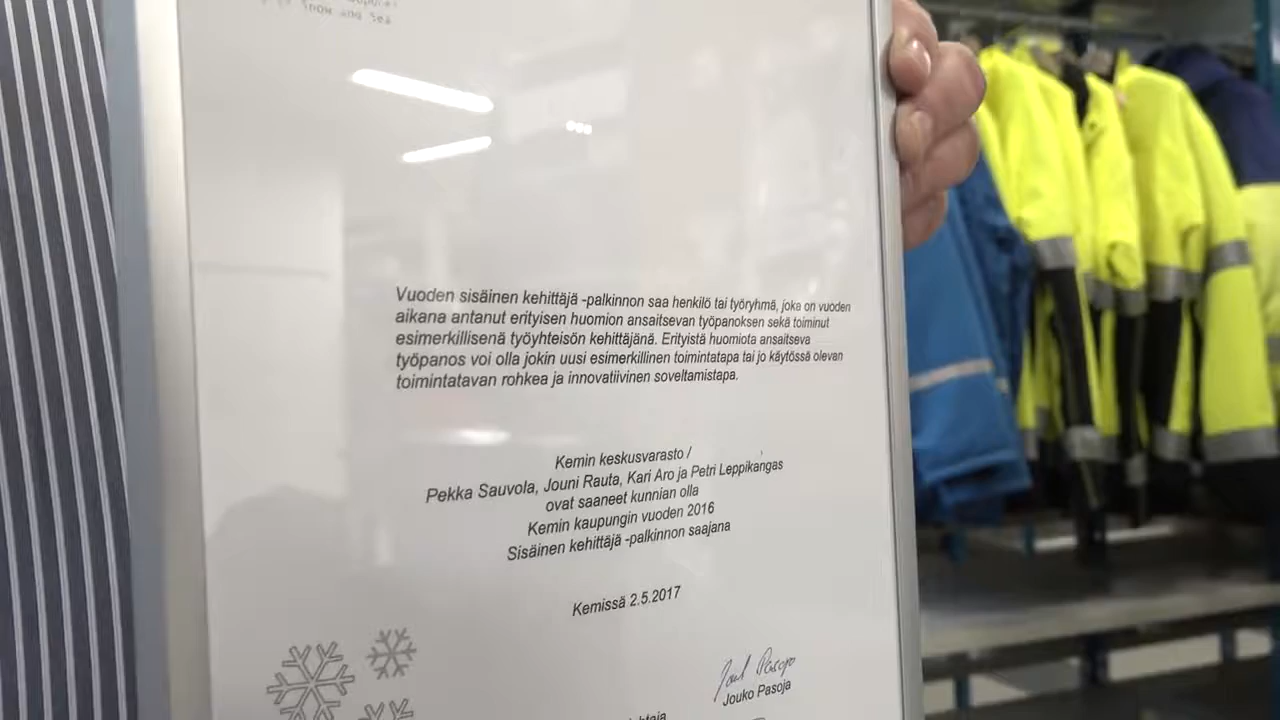 Snow and Sea
Vuoden sisäinen kehittäjä -palkinnon saa henkilö tai työryhmä, joka on vuoden
aikana antanut erityisen huomion ansaitsevan työpanoksen sekä toiminut
esimerkillisenä työyhteisön kehittäjänä. Erityistä huomiota ansaitseva
työpanos voi olla jokin uusi esimerkillinen toimintatapa tai jo käytössä olevan
toimintatavan rohkea ja innovatiivinen soveltamistapa.
Kemin keskusvarasto /
Pekka Sauvola, Jouni Rauta, Kari Aro ja Petri Leppikangas
ovat saaneet kunnian olla
Kemin kaupungin vuoden 2016
Sisäinen kehittäjä -palkinnon saajana
Kemissä 2.5.2017
Jouko Pasoja